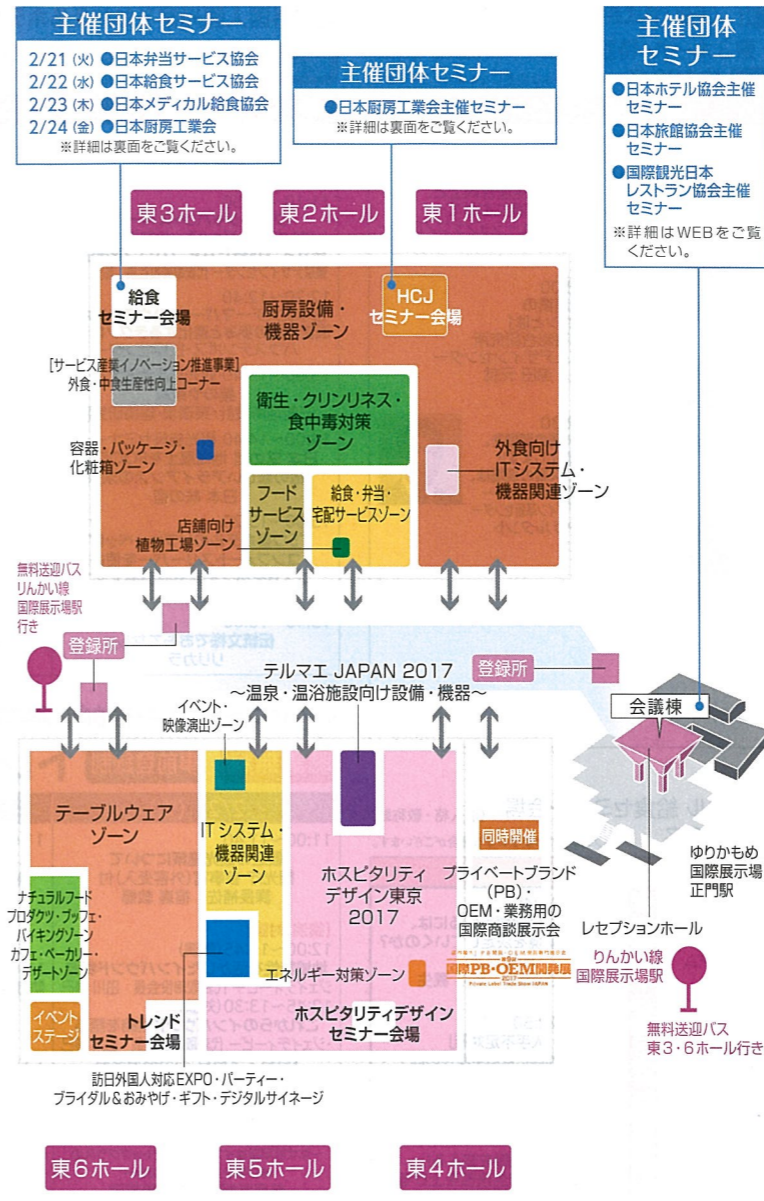 主催団体セミナー
2/21(火)●日本弁当サービス協会
2/22(水)●日本給食サービス協会
2/23(木)●日本メディカル給食協会
2/24(金)●日本厨房工業会
※詳細は裏面をご覧ください。
主催団体セミナー
●日本厨房工業会主催セミナー
※詳細は裏面をご覧ください。
主催団体
セミナー
●日本ホテル協会主催
セミナー
●日本旅館協会主催
セミナー
●国際観光日本
レストラン協会主催
セミナー
※詳細はWEBをご覧
ください。
東3ホール
東2ホール
東1ホール
給食
セミナー会場
厨房設備・
機器ゾーン
HCJ
セミナー会場
[サービス産業イノベーション推進事業]
外食・中食生産性向上コーナー
衛生・クリンリネス・
食中毒対策
ゾーン
容器・パッケージ・
化粧箱ゾーン
外食向け
ITシステム・
機器関連ゾーン
フード
サービス
ゾーン
給食・弁当・
宅配サービスゾーン
店舗向け
植物工場ゾーン
無料送迎バス
りんかい線
国際展示場駅
行き
登録所
登録所
テルマエ JAPAN 2017
〜温泉・温浴施設向け設備・機器〜
イベント・
映像演出ゾーン
会議棟
テーブルウェア
ゾーン
ITシステム・
機器関連
ゾーン
ホスピタリティ
デザイン東京
2017
同時開催
プライベートブランド
(PB)・
OEM・業務用の
国際商談展示会
国際PB・OEM開発展
2017
Private Label Trade Show JAPAN
ゆりかもめ
国際展示場
正門駅
レセプションホール
りんかい線
国際展示場駅
無料送迎バス
東3・6ホール行き
ナチュラルフード
プロダクツ・ブッフェ・
バイキングゾーン
カフェ・ベーカリー・
デザートゾーン
エネルギー対策ゾーン
イベント
ステージ
トレンド
セミナー会場
ホスピタリティデザイン
セミナー会場
訪日外国人対応EXPO・パーティー・
ブライダル&おみやげ・ギフト・デジタルサイネージ
東6ホール
東5ホール
東4ホール